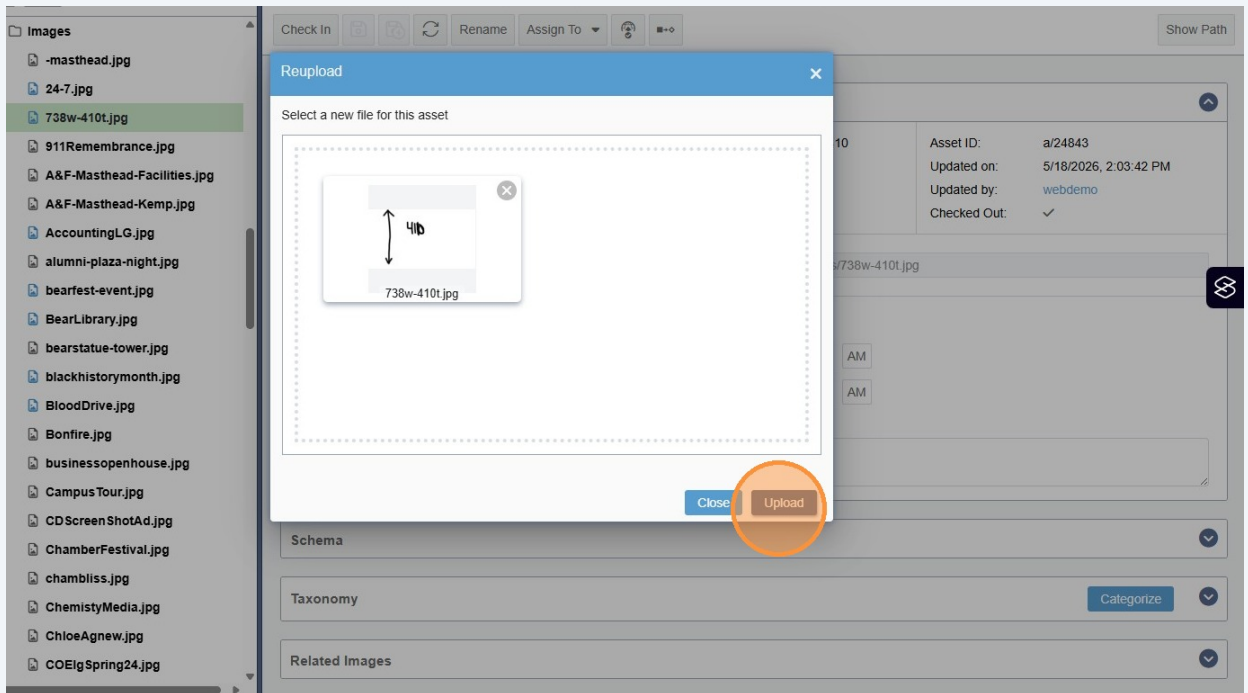 Images
-masthead.jpg
24-7.jpg
738w-410t.jpg
911Remembrance.jpg
A&F-Masthead-Facilities.jpg
A&F-Masthead-Kemp.jpg
AccountingLG.jpg
alumni-plaza-night.jpg
bearfest-event.jpg
BearLibrary.jpg
bearstatue-tower.jpg
blackhistorymonth.jpg
BloodDrive.jpg
Bonfire.jpg
businessopenhouse.jpg
CampusTour.jpg
CDScreenShotAd.jpg
ChamberFestival.jpg
chambliss.jpg
ChemistyMedia.jpg
ChloeAgnew.jpg
COElgSpring24.jpg
Check In Rename Assign To Show Path
Reupload
Select a new file for this asset
410
738w-410t.jpg
Close Upload
10
Asset ID: a/24843
Updated on: 5/18/2026, 2:03:42 PM
Updated by: webdemo
Checked Out:
s/738w-410t.jpg
AM
AM
Schema
Taxonomy Categorize
Related Images